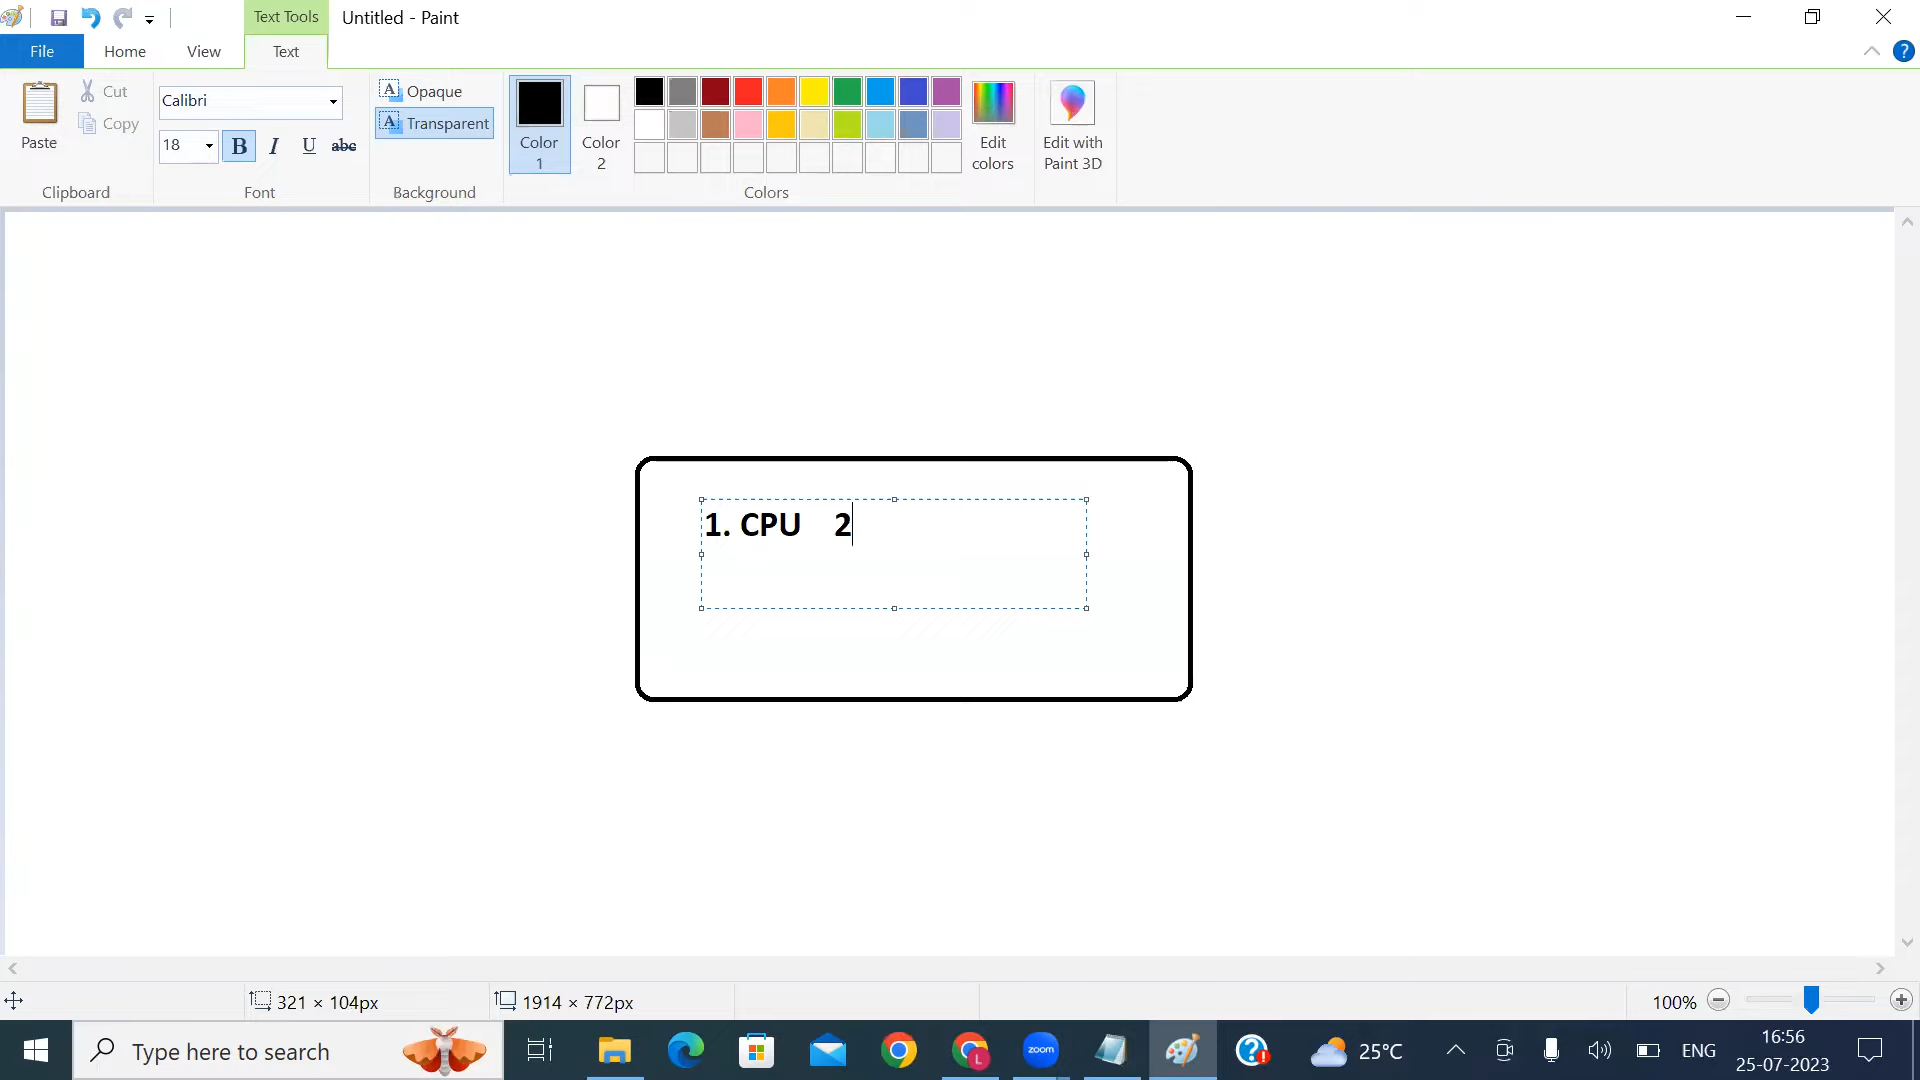 Text Tools Untitled - Paint
File Home View Text
Paste Cut Copy Clipboard
Calibri
18 B I U abc
Font
Opaque
Transparent
Background
Color 1 Color 2
Colors
Edit colors
Edit with Paint 3D
?
1. CPU 2
321 × 104px 1914 × 772px 100%
Type here to search zoom L 25°C ENG 16:56
25-07-2023